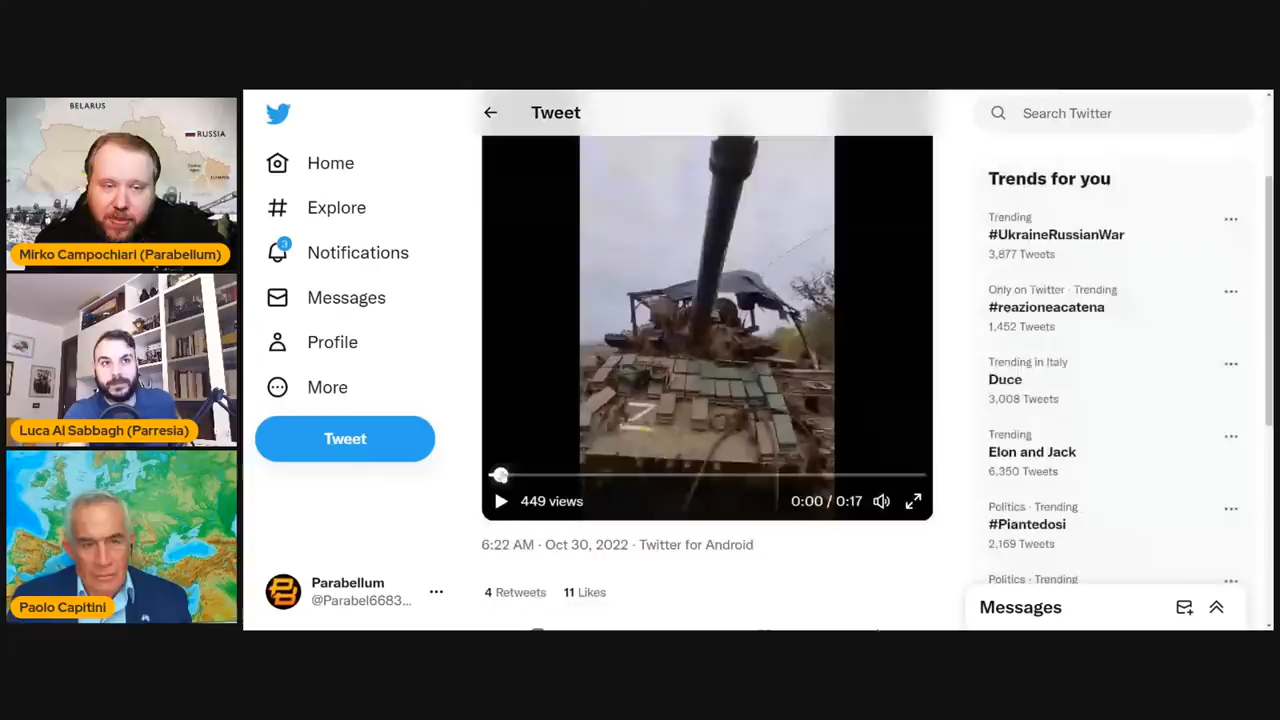 BELARUS
RUSSIA
Mirko Campochiari (Parabellum)
Luca Al Sabbagh (Parresia)
Paolo Capitini
Home
Explore
3
Notifications
Messages
Profile
More
Tweet
Parabellum
@Parabel6683...
Tweet
Z
449 views
0:00 / 0:17
6:22 AM · Oct 30, 2022 · Twitter for Android
4 Retweets 11 Likes
Search Twitter
Trends for you
Trending
#UkraineRussianWar
3,877 Tweets
Only on Twitter · Trending
#reazioneacatena
1,452 Tweets
Trending in Italy
Duce
3,008 Tweets
Trending
Elon and Jack
6,350 Tweets
Politics · Trending
#Piantedosi
2,169 Tweets
Politics · Trending
Messages